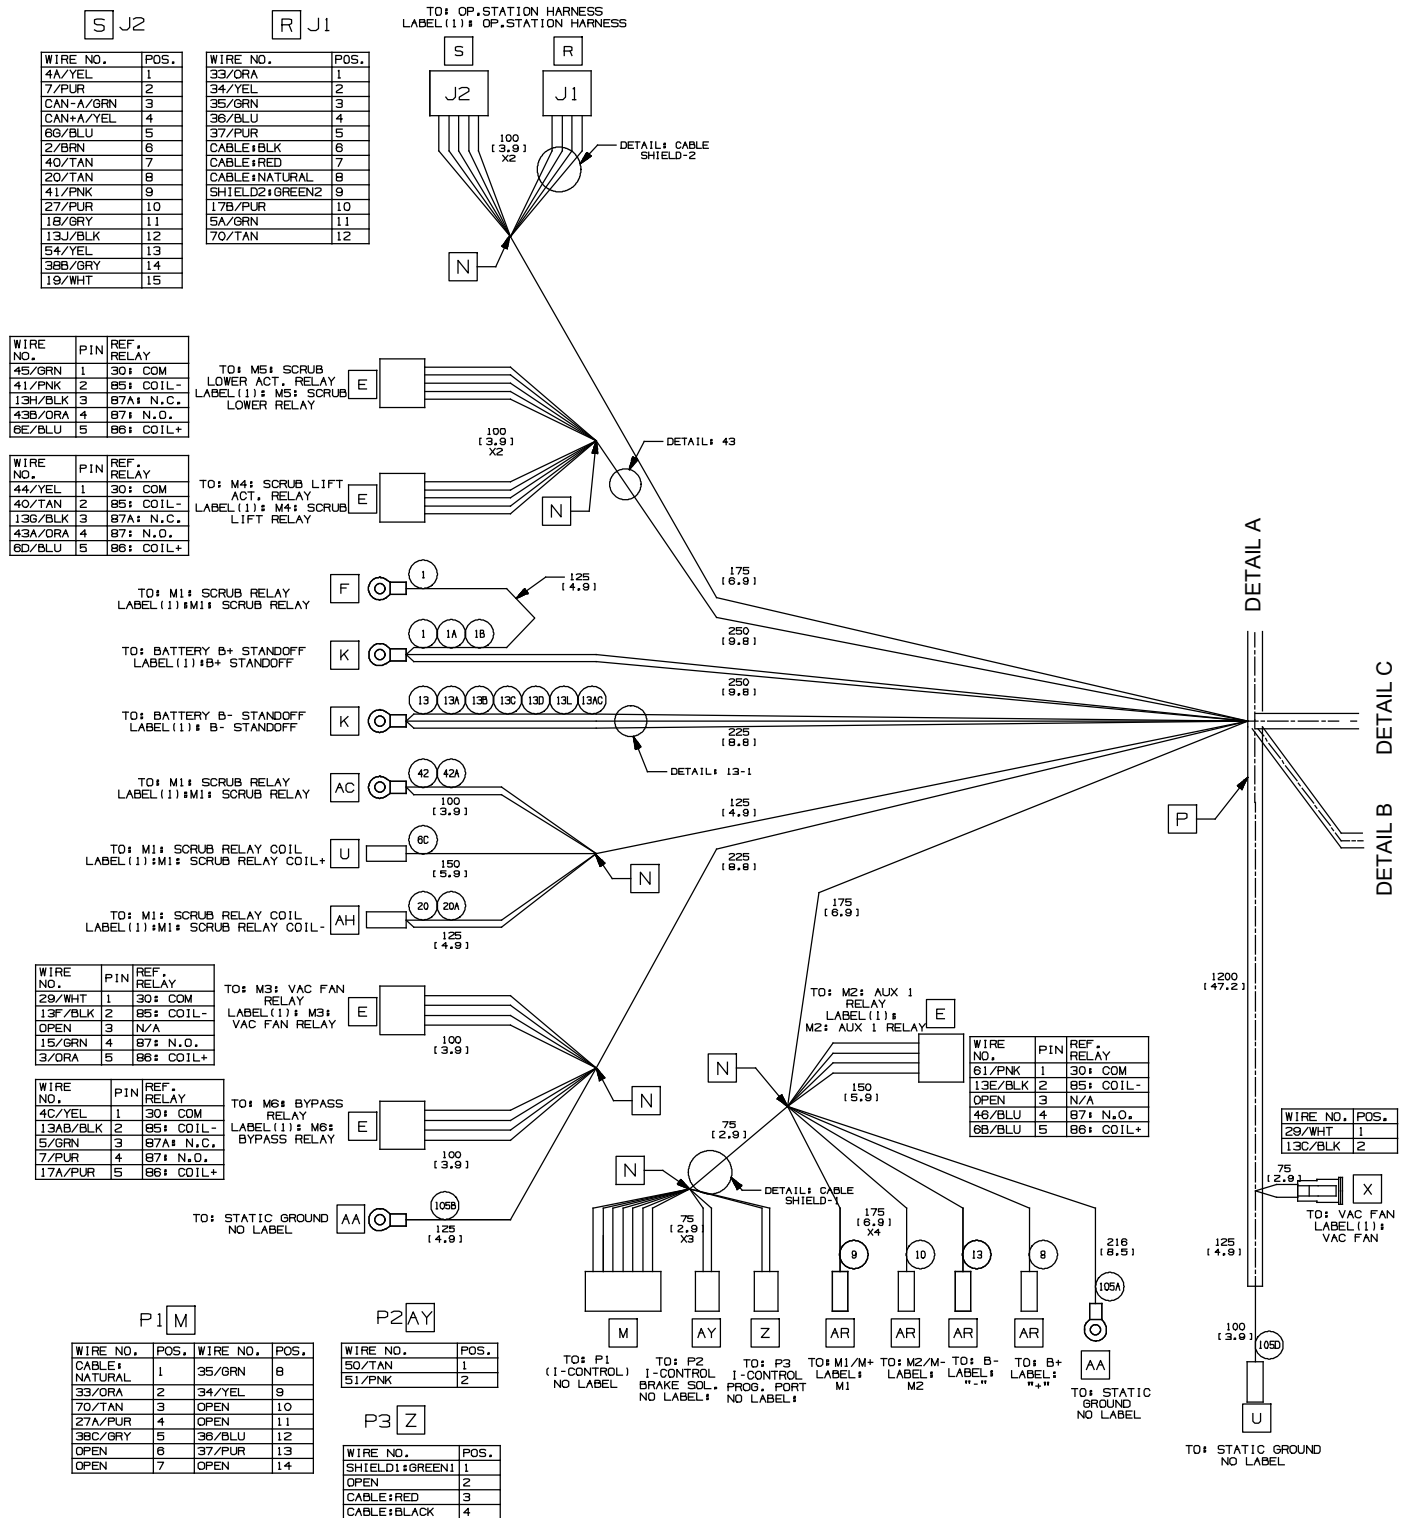 S J2
R J1
TO: OP.STATION HARNESS
LABEL(1): OP.STATION HARNESS
S
R
J2
J1
WIRE NO. POS.
4A/YEL 1
7/PUR 2
CAN-A/GRN 3
CAN+A/YEL 4
6G/BLU 5
2/BRN 6
40/TAN 7
20/TAN 8
41/PNK 9
27/PUR 10
18/GRY 11
13J/BLK 12
54/YEL 13
38B/GRY 14
19/WHT 15
WIRE NO. POS.
33/ORA 1
34/YEL 2
35/GRN 3
36/BLU 4
37/PUR 5
CABLE:BLK 6
CABLE:RED 7
CABLE:NATURAL 8
SHIELD2:GREEN2 9
17B/PUR 10
5A/GRN 11
70/TAN 12
100
[3.9]
X2
DETAIL: CABLE
SHIELD-2
N
WIRE NO. PIN REF. RELAY
45/GRN 1 30: COM
41/PNK 2 85: COIL-
13H/BLK 3 87A: N.C.
43B/ORA 4 87: N.O.
6E/BLU 5 86: COIL+
TO: M5: SCRUB
LOWER ACT. RELAY
LABEL(1): M5: SCRUB
LOWER RELAY
E
100
[3.9]
X2
DETAIL: 43
WIRE NO. PIN REF. RELAY
44/YEL 1 30: COM
40/TAN 2 85: COIL-
13G/BLK 3 87A: N.C.
43A/ORA 4 87: N.O.
6D/BLU 5 86: COIL+
TO: M4: SCRUB LIFT
ACT. RELAY
LABEL(1): M4: SCRUB
LIFT RELAY
E
N
TO: M1: SCRUB RELAY
LABEL(1):M1: SCRUB RELAY
F
1
125
[4.9]
175
[6.9]
TO: BATTERY B+ STANDOFF
LABEL(1):B+ STANDOFF
K
1 1A 1B
250
[9.8]
250
[9.8]
TO: BATTERY B- STANDOFF
LABEL(1): B- STANDOFF
K
13 13A 13B 13C 13D 13L 13AC
225
[8.8]
DETAIL: 13-1
TO: M1: SCRUB RELAY
LABEL(1):M1: SCRUB RELAY
AC
42 42A
100
[3.9]
125
[4.9]
TO: M1: SCRUB RELAY COIL
LABEL(1):M1: SCRUB RELAY COIL+
U
6C
150
[5.9]
225
[8.8]
N
TO: M1: SCRUB RELAY COIL
LABEL(1):M1: SCRUB RELAY COIL-
AH
20 20A
125
[4.9]
175
[6.9]
DETAIL A
DETAIL C
DETAIL B
P
1200
[47.2]
WIRE NO. PIN REF. RELAY
29/WHT 1 30: COM
13F/BLK 2 85: COIL-
OPEN 3 N/A
15/GRN 4 87: N.O.
3/ORA 5 86: COIL+
TO: M3: VAC FAN
RELAY
LABEL(1): M3:
VAC FAN RELAY
E
100
[3.9]
N
WIRE NO. PIN REF. RELAY
4C/YEL 1 30: COM
13AB/BLK 2 85: COIL-
5/GRN 3 87A: N.C.
7/PUR 4 87: N.O.
17A/PUR 5 86: COIL+
TO: M6: BYPASS
RELAY
LABEL(1): M6:
BYPASS RELAY
E
100
[3.9]
TO: STATIC GROUND
NO LABEL
AA
105B
125
[4.9]
TO: M2: AUX 1
RELAY
LABEL(1):
M2: AUX 1 RELAY
E
N
150
[5.9]
WIRE NO. PIN REF. RELAY
61/PNK 1 30: COM
13E/BLK 2 85: COIL-
OPEN 3 N/A
46/BLU 4 87: N.O.
6B/BLU 5 86: COIL+
75
[2.9]
N
DETAIL: CABLE
SHIELD-1
75
[2.9]
X3
175
[6.9]
X4
9
10
13
8
216
[8.5]
105A
WIRE NO. POS.
29/WHT 1
13C/BLK 2
75
[2.9]
X
TO: VAC FAN
LABEL(1):
VAC FAN
125
[4.9]
100
[3.9]
105D
U
TO: STATIC GROUND
NO LABEL
M
TO: P1
(I-CONTROL)
NO LABEL
AY
TO: P2
I-CONTROL
BRAKE SOL.
NO LABEL:
Z
TO: P3
I-CONTROL
PROG. PORT
NO LABEL:
AR
TO: M1/M+
LABEL:
M1
AR
TO: M2/M-
LABEL:
M2
AR
TO: B-
LABEL:
"-"
AR
TO: B+
LABEL:
"+"
AA
TO: STATIC
GROUND
NO LABEL
P1 M
WIRE NO. POS. WIRE NO. POS.
CABLE: NATURAL 1 35/GRN 8
33/ORA 2 34/YEL 9
70/TAN 3 OPEN 10
27A/PUR 4 OPEN 11
38C/GRY 5 36/BLU 12
OPEN 6 37/PUR 13
OPEN 7 OPEN 14
P2 AY
WIRE NO. POS.
50/TAN 1
51/PNK 2
P3 Z
WIRE NO. POS.
SHIELD1:GREEN1 1
OPEN 2
CABLE:RED 3
CABLE:BLACK 4